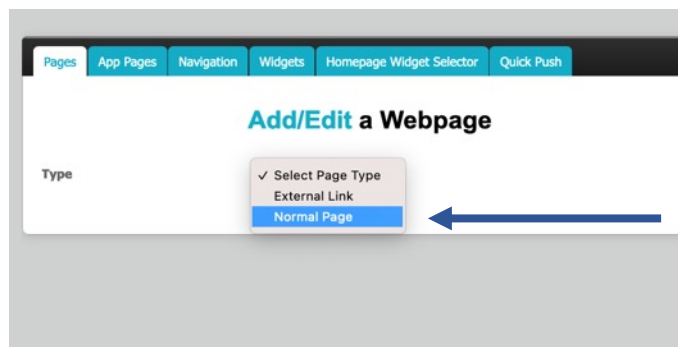 Pages App Pages Navigation Widgets Homepage Widget Selector Quick Push
Add/Edit a Webpage
Type
✓ Select Page Type
External Link
Normal Page